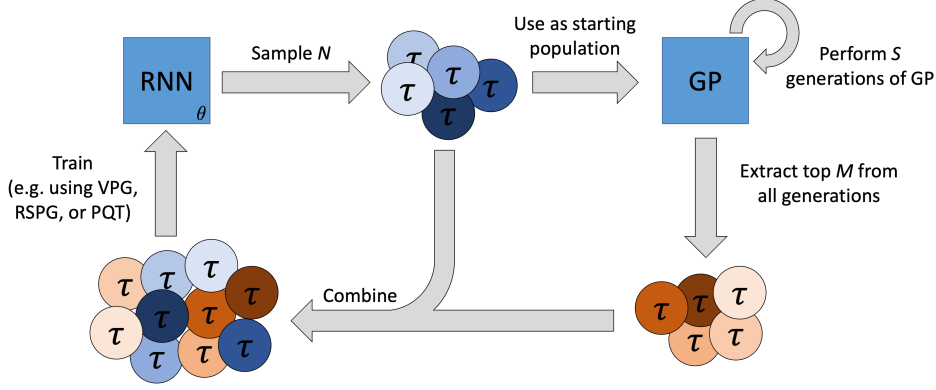 RNN
θ
Sample N
τ
τ
τ
τ
τ
Use as starting
population
GP
Perform S
generations of GP
Extract top M from
all generations
τ
τ
τ
τ
τ
Combine
τ
τ
τ
τ
τ
τ
τ
τ
τ
τ
Train
(e.g. using VPG,
RSPG, or PQT)